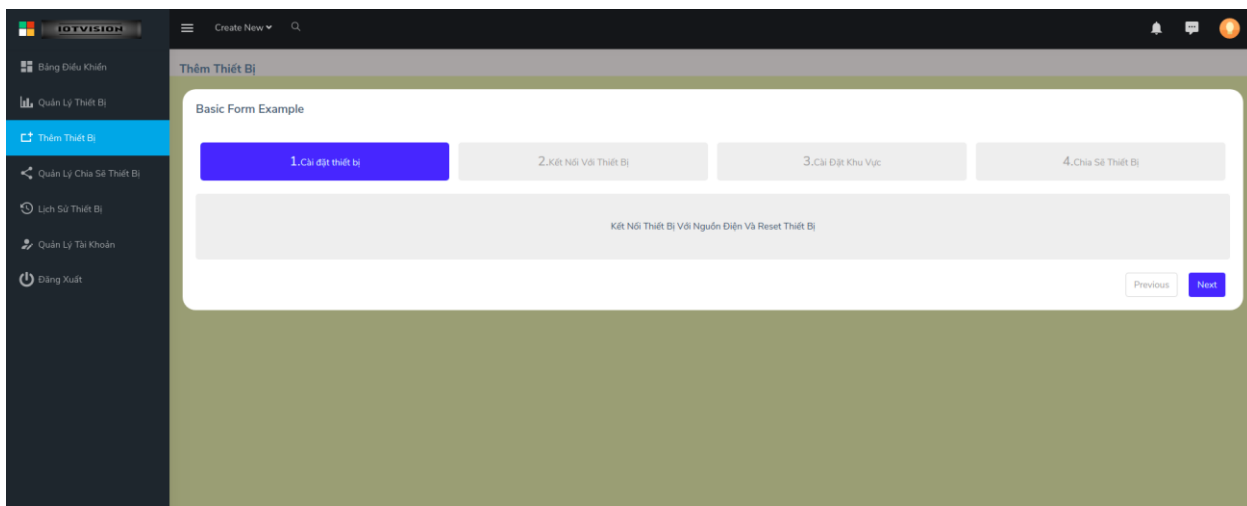 IOTVISION
Create New
Bảng Điều Khiển
Thêm Thiết Bị
Quản Lý Thiết Bị
Basic Form Example
Thêm Thiết Bị
1.Cài đặt thiết bị
2.Kết Nối Với Thiết Bị
3.Cài Đặt Khu Vực
4.Chia Sẽ Thiết Bị
Quản Lý Chia Sẽ Thiết Bị
Lịch Sử Thiết Bị
Kết Nối Thiết Bị Với Nguồn Điện Và Reset Thiết Bị
Quản Lý Tài Khoản
Đăng Xuất
Previous
Next